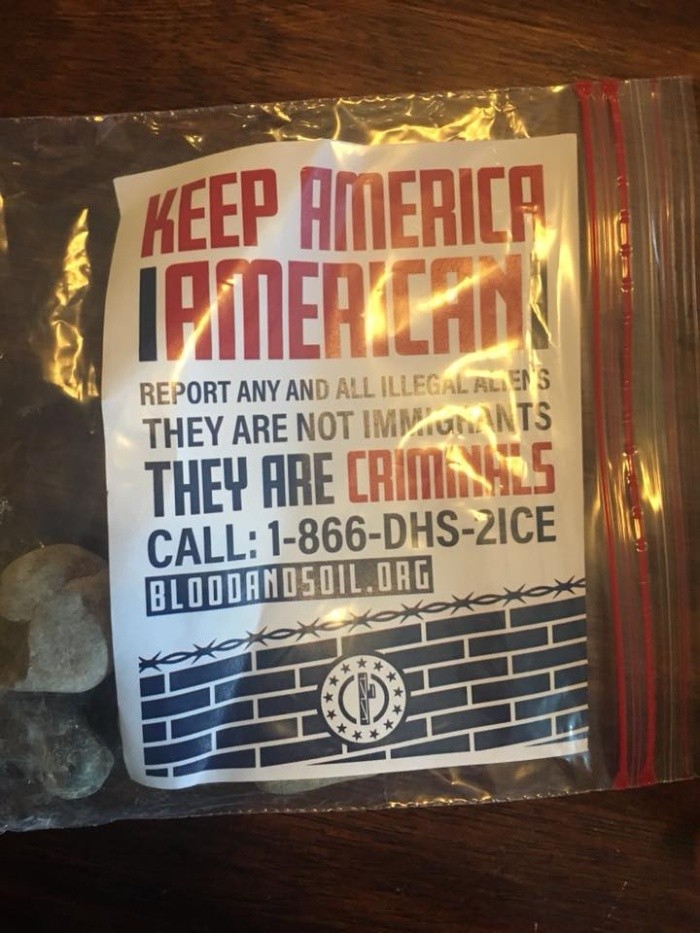 KEEP AMERICA
AMERICAN
REPORT ANY AND ALL ILLEGAL ALIENS
THEY ARE NOT IMMIGRANTS
THEY ARE CRIMINALS
CALL: 1-866-DHS-2ICE
BLOODANDSOIL.ORG